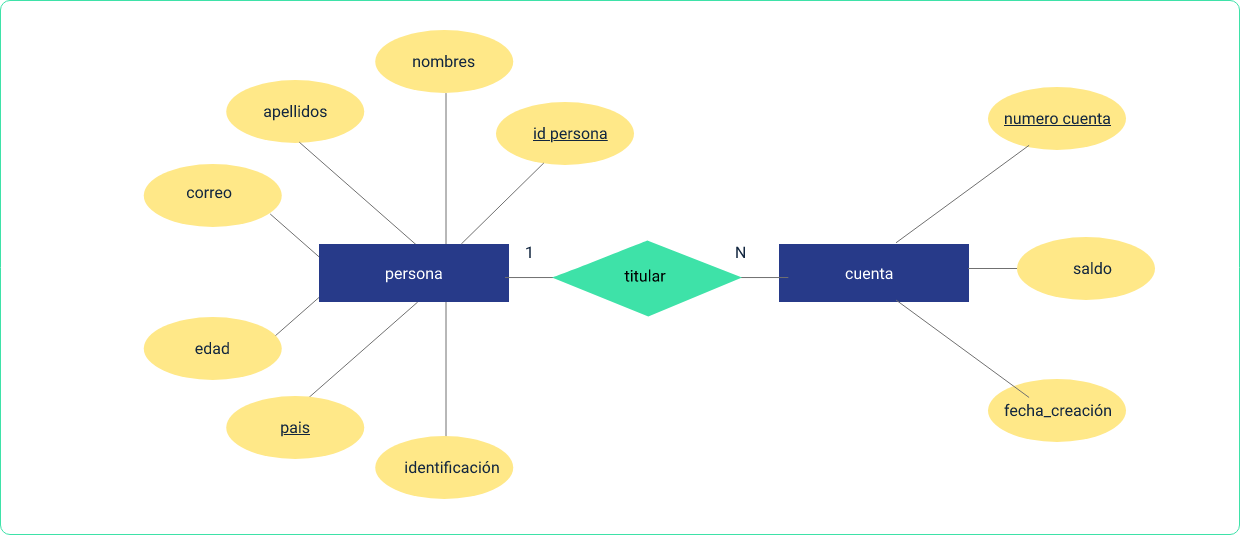 nombres
apellidos
id persona
numero cuenta
correo
1
N
persona
titular
cuenta
saldo
edad
pais
fecha_creación
identificación